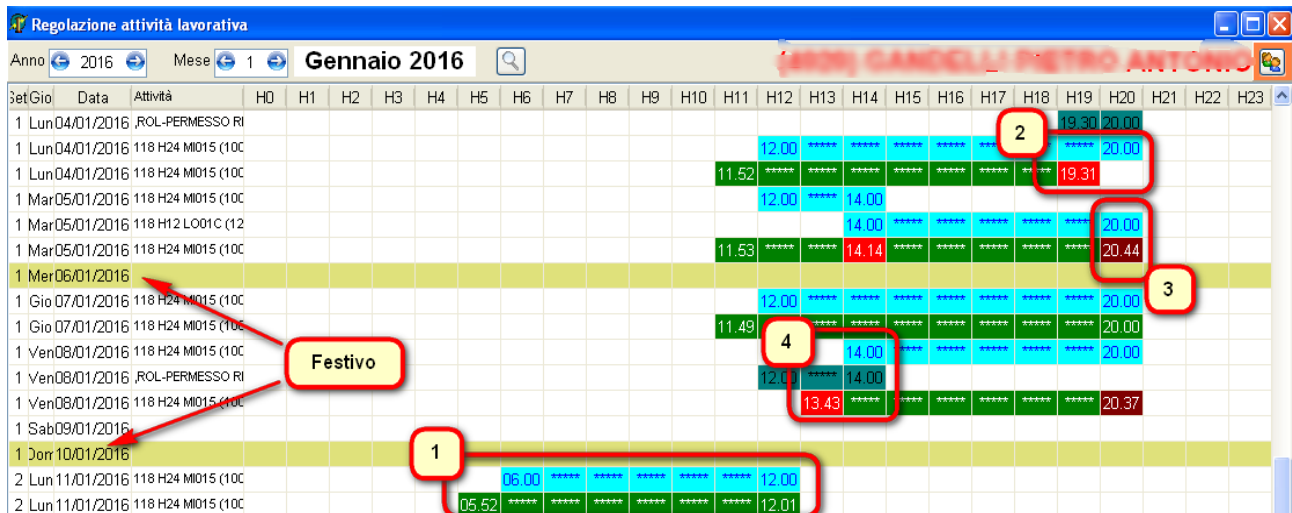 Regolazione attività lavorativa
Anno 2016 Mese 1 Gennaio 2016
Set Gio Data Attività H0 H1 H2 H3 H4 H5 H6 H7 H8 H9 H10 H11 H12 H13 H14 H15 H16 H17 H18 H19 H20 H21 H22 H23
1 Lun 04/01/2016 ,ROL-PERMESSO RI 19.30 20.00
2
1 Lun 04/01/2016 118 H24 MI015 (100 12.00 ***** ***** ***** ***** ***** ***** ***** 20.00
1 Lun 04/01/2016 118 H24 MI015 (100 11.52 ***** ***** ***** ***** ***** ***** ***** 19.31
1 Mar 05/01/2016 118 H24 MI015 (100 12.00 ***** 14.00
1 Mar 05/01/2016 118 H12 LO01C (12 14.00 ***** ***** ***** ***** ***** 20.00
1 Mar 05/01/2016 118 H24 MI015 (100 11.53 ***** ***** 14.14 ***** ***** ***** ***** ***** 20.44
1 Mer 06/01/2016
3
1 Gio 07/01/2016 118 H24 MI015 (100 12.00 ***** ***** ***** ***** ***** ***** ***** 20.00
1 Gio 07/01/2016 118 H24 MI015 (100 11.49 ***** ***** ***** ***** ***** ***** ***** 20.00
4
Festivo
1 Ven 08/01/2016 118 H24 MI015 (100 14.00 ***** ***** ***** ***** ***** 20.00
1 Ven 08/01/2016 ,ROL-PERMESSO RI 12.00 ***** 14.00
1 Ven 08/01/2016 118 H24 MI015 (100 13.43 ***** ***** ***** ***** ***** ***** 20.37
1 Sab 09/01/2016
1 Dom 10/01/2016
1
2 Lun 11/01/2016 118 H24 MI015 (100 06.00 ***** ***** ***** ***** ***** 12.00
2 Lun 11/01/2016 118 H24 MI015 (100 05.52 ***** ***** ***** ***** ***** ***** 12.01